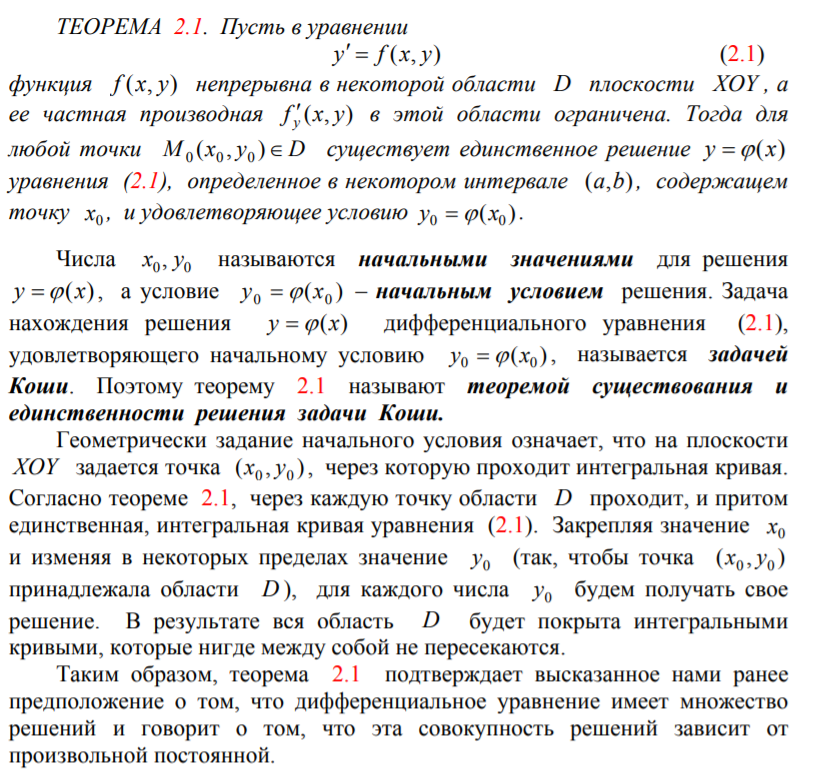 ТЕОРЕМА 2.1. Пусть в уравнении
y′ = f(x, y) (2.1)
функция f(x, y) непрерывна в некоторой области D плоскости XOY, а
ее частная производная f′y(x, y) в этой области ограничена. Тогда для
любой точки M₀(x₀, y₀) ∈ D существует единственное решение y = φ(x)
уравнения (2.1), определенное в некотором интервале (a,b), содержащем
точку x₀, и удовлетворяющее условию y₀ = φ(x₀).
Числа x₀, y₀ называются начальными значениями для решения
y = φ(x), а условие y₀ = φ(x₀) – начальным условием решения. Задача
нахождения решения y = φ(x) дифференциального уравнения (2.1),
удовлетворяющего начальному условию y₀ = φ(x₀), называется задачей
Коши. Поэтому теорему 2.1 называют теоремой существования и
единственности решения задачи Коши.
Геометрически задание начального условия означает, что на плоскости
XOY задается точка (x₀, y₀), через которую проходит интегральная кривая.
Согласно теореме 2.1, через каждую точку области D проходит, и притом
единственная, интегральная кривая уравнения (2.1). Закрепляя значение x₀
и изменяя в некоторых пределах значение y₀ (так, чтобы точка (x₀, y₀)
принадлежала области D), для каждого числа y₀ будем получать свое
решение. В результате вся область D будет покрыта интегральными
кривыми, которые нигде между собой не пересекаются.
Таким образом, теорема 2.1 подтверждает высказанное нами ранее
предположение о том, что дифференциальное уравнение имеет множество
решений и говорит о том, что эта совокупность решений зависит от
произвольной постоянной.